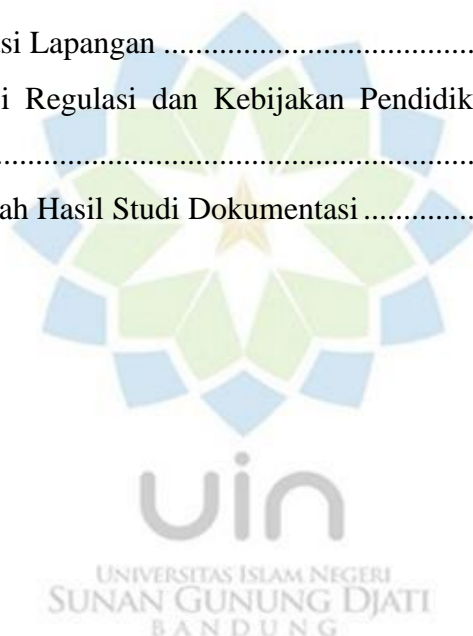 si Lapangan ..........................................
i Regulasi dan Kebijakan Pendidik
..........................................................
ah Hasil Studi Dokumentasi ..............
uin
UNIVERSITAS ISLAM NEGERI
SUNAN GUNUNG DJATI
BANDUNG